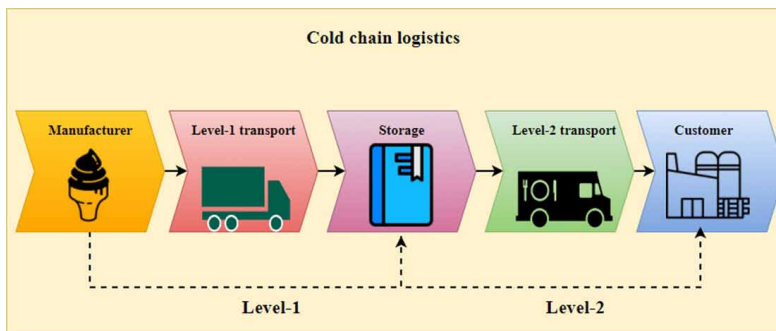 Cold chain logistics
Manufacturer
Level-1 transport
Storage
Level-2 transport
Customer
Level-1
Level-2